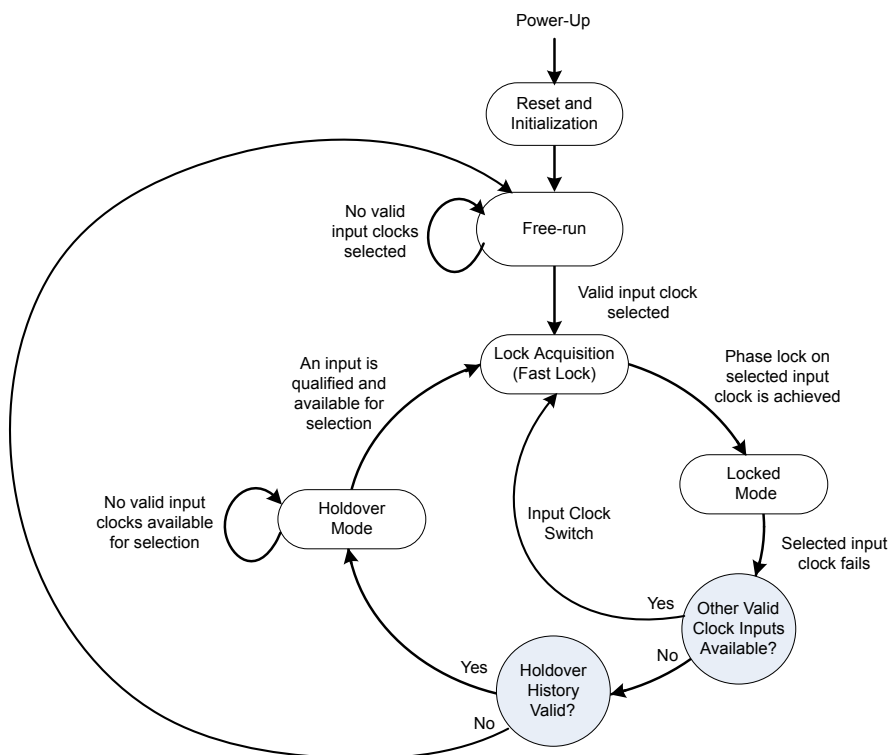 Power-Up
Reset and
Initialization
No valid
input clocks
selected
Free-run
Valid input clock
selected
An input is
qualified and
available for
selection
Lock Acquisition
(Fast Lock)
Phase lock on
selected input
clock is achieved
No valid input
clocks available
for selection
Holdover
Mode
Input Clock
Switch
Locked
Mode
Selected input
clock fails
Yes
Other Valid
Clock Inputs
Available?
No
Yes
Holdover
History
Valid?
No